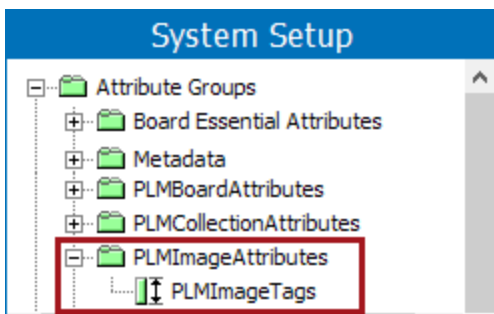 System Setup
Attribute Groups
Board Essential Attributes
Metadata
PLMBoardAttributes
PLMCollectionAttributes
PLMImageAttributes
PLMImageTags